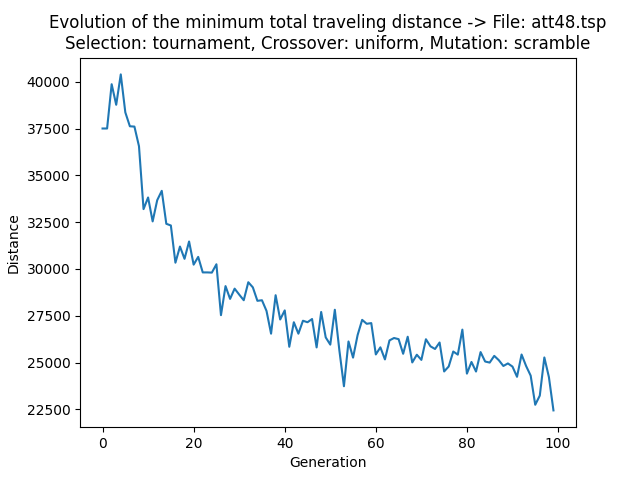 Evolution of the minimum total traveling distance -> File: att48.tsp
Selection: tournament, Crossover: uniform, Mutation: scramble
40000
37500
35000
32500
30000
27500
25000
22500
Distance
0 20 40 60 80 100
Generation